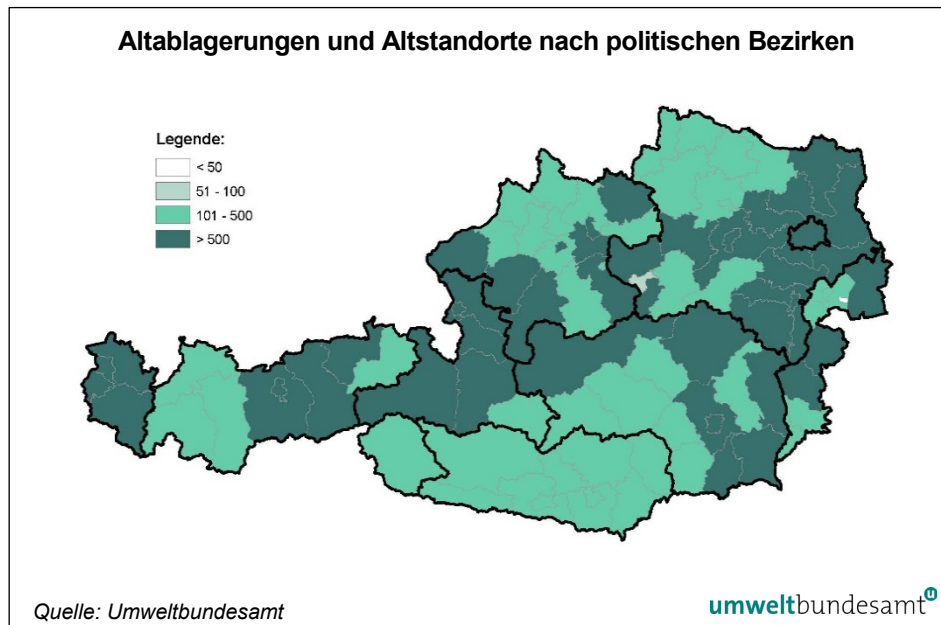 Altablagerungen und Altstandorte nach politischen Bezirken
Legende:
< 50
51 - 100
101 - 500
> 500
Quelle: Umweltbundesamt
umweltbundesamt u